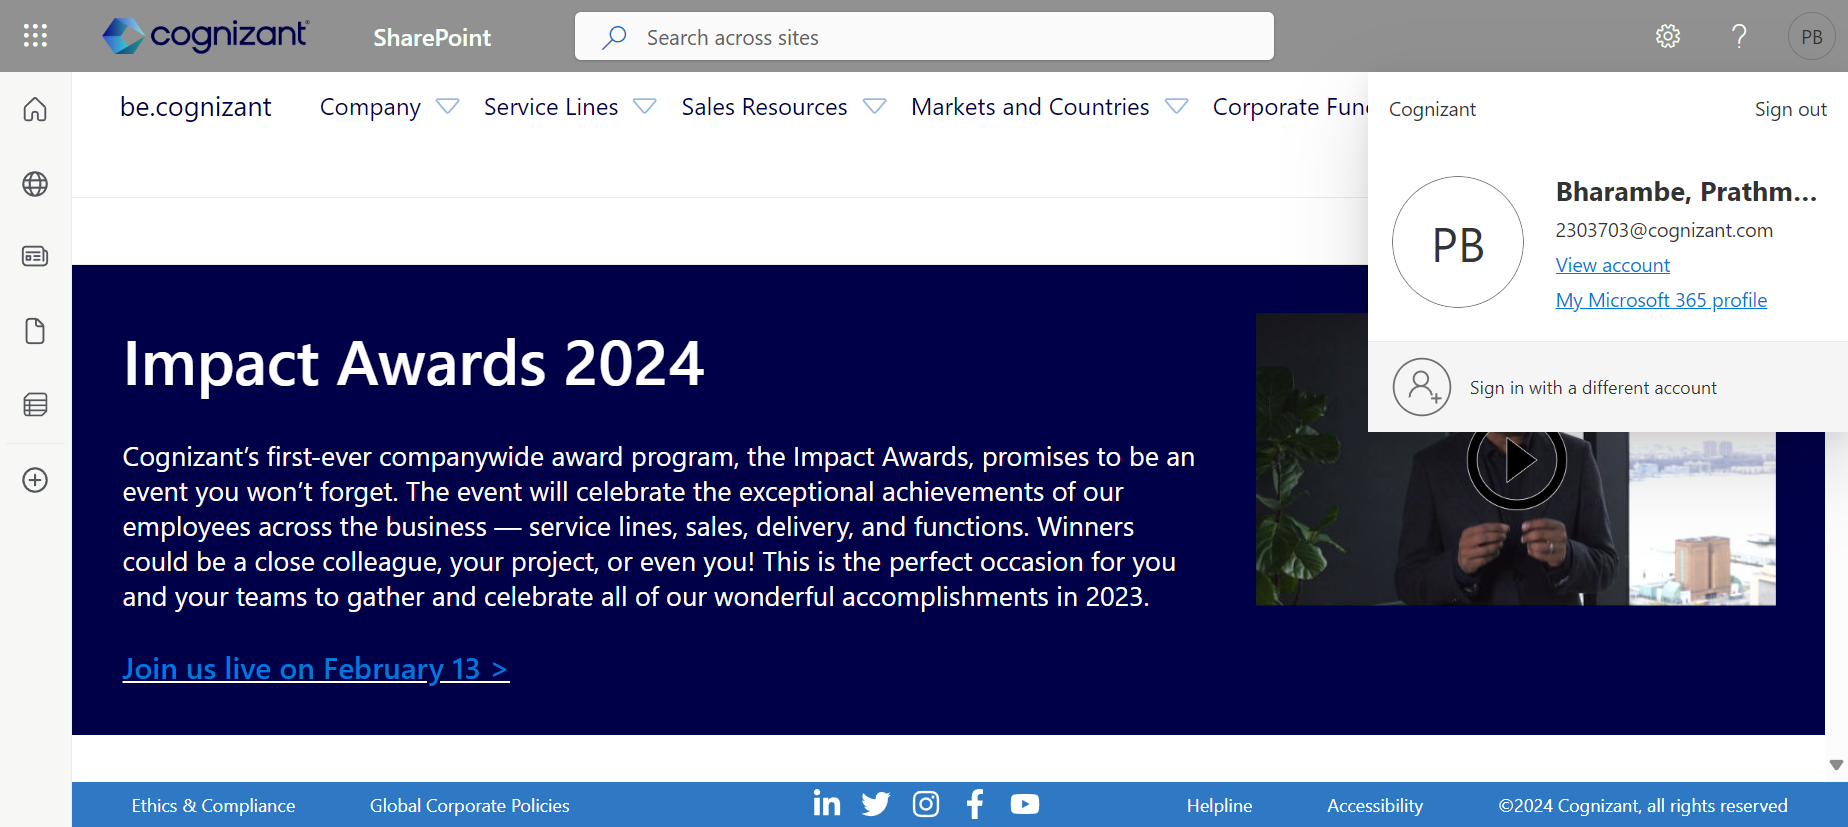 cognizant
SharePoint
Search across sites
PB
be.cognizant
Company
Service Lines
Sales Resources
Markets and Countries
Corporate Fun
Cognizant
Sign out
PB
Bharambe, Prathm...
2303703@cognizant.com
View account
My Microsoft 365 profile
Sign in with a different account
Impact Awards 2024
Cognizant’s first-ever companywide award program, the Impact Awards, promises to be an
event you won’t forget. The event will celebrate the exceptional achievements of our
employees across the business — service lines, sales, delivery, and functions. Winners
could be a close colleague, your project, or even you! This is the perfect occasion for you
and your teams to gather and celebrate all of our wonderful accomplishments in 2023.
Join us live on February 13 >
Ethics & Compliance
Global Corporate Policies
Helpline
Accessibility
©2024 Cognizant, all rights reserved